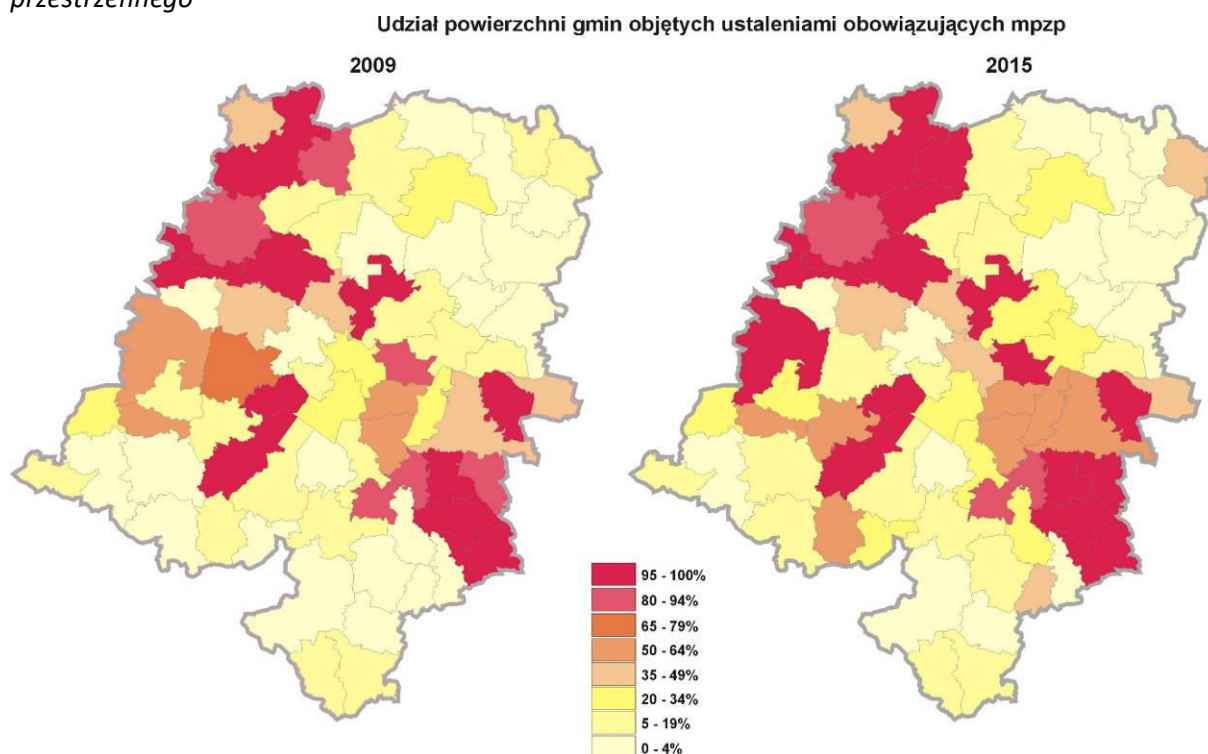 przestrzennego
Udział powierzchni gmin objętych ustaleniami obowiązujących mpzp
2009
2015
95 - 100%
80 - 94%
65 - 79%
50 - 64%
35 - 49%
20 - 34%
5 - 19%
0 - 4%